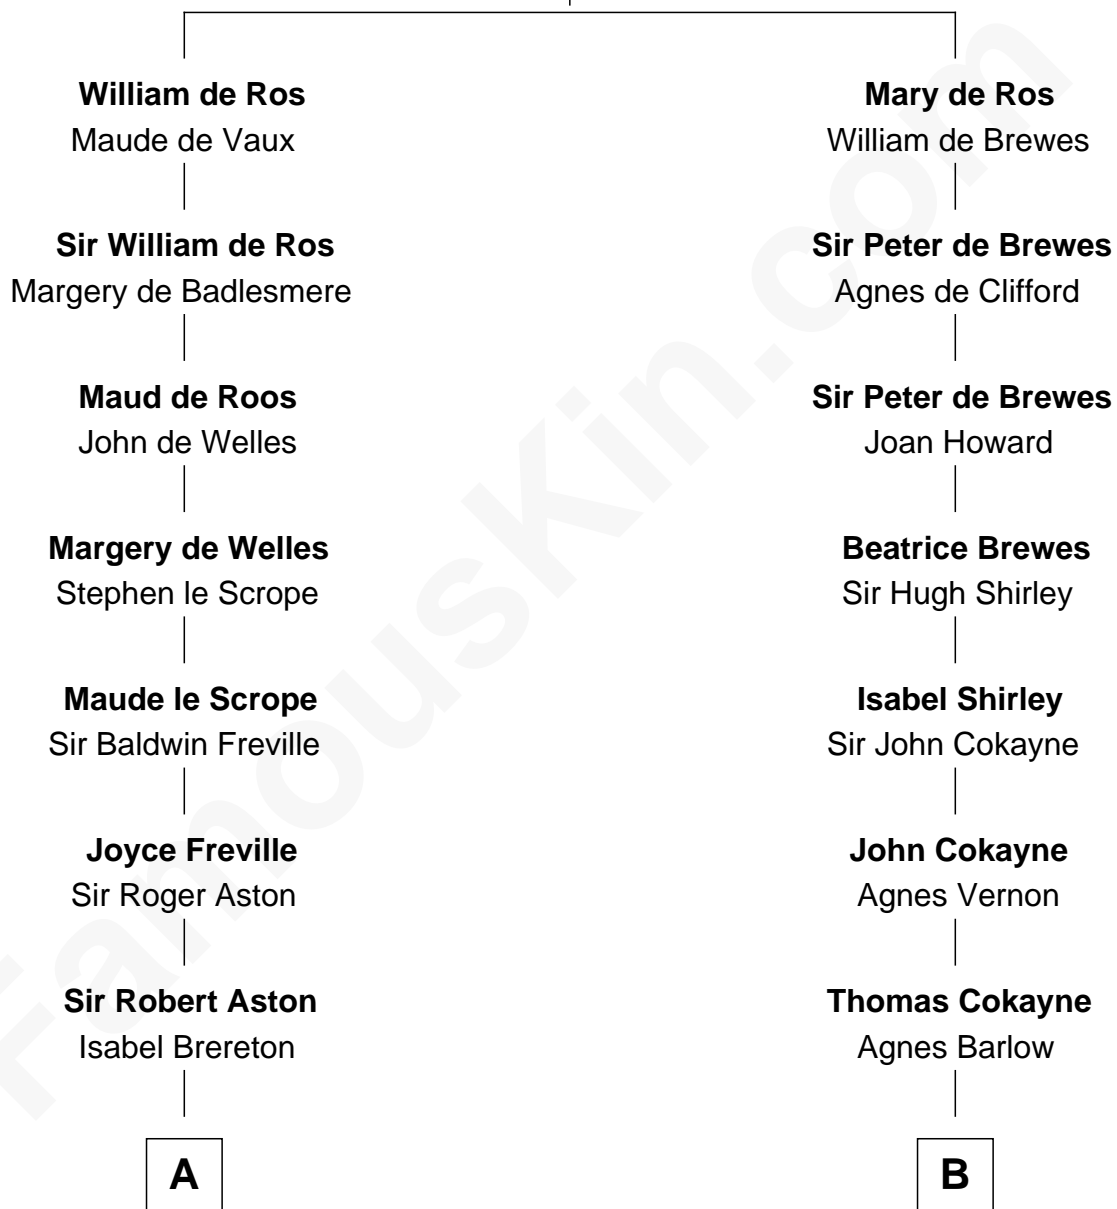 William de Ros
Maude de Vaux
Sir William de Ros
Margery de Badlesmere
Maud de Roos
John de Welles
Margery de Welles
Stephen le Scrope
Maude le Scrope
Sir Baldwin Freville
Joyce Freville
Sir Roger Aston
Sir Robert Aston
Isabel Brereton
A
Mary de Ros
William de Brewes
Sir Peter de Brewes
Agnes de Clifford
Sir Peter de Brewes
Joan Howard
Beatrice Brewes
Sir Hugh Shirley
Isabel Shirley
Sir John Cokayne
John Cokayne
Agnes Vernon
Thomas Cokayne
Agnes Barlow
B
FamousKin.com